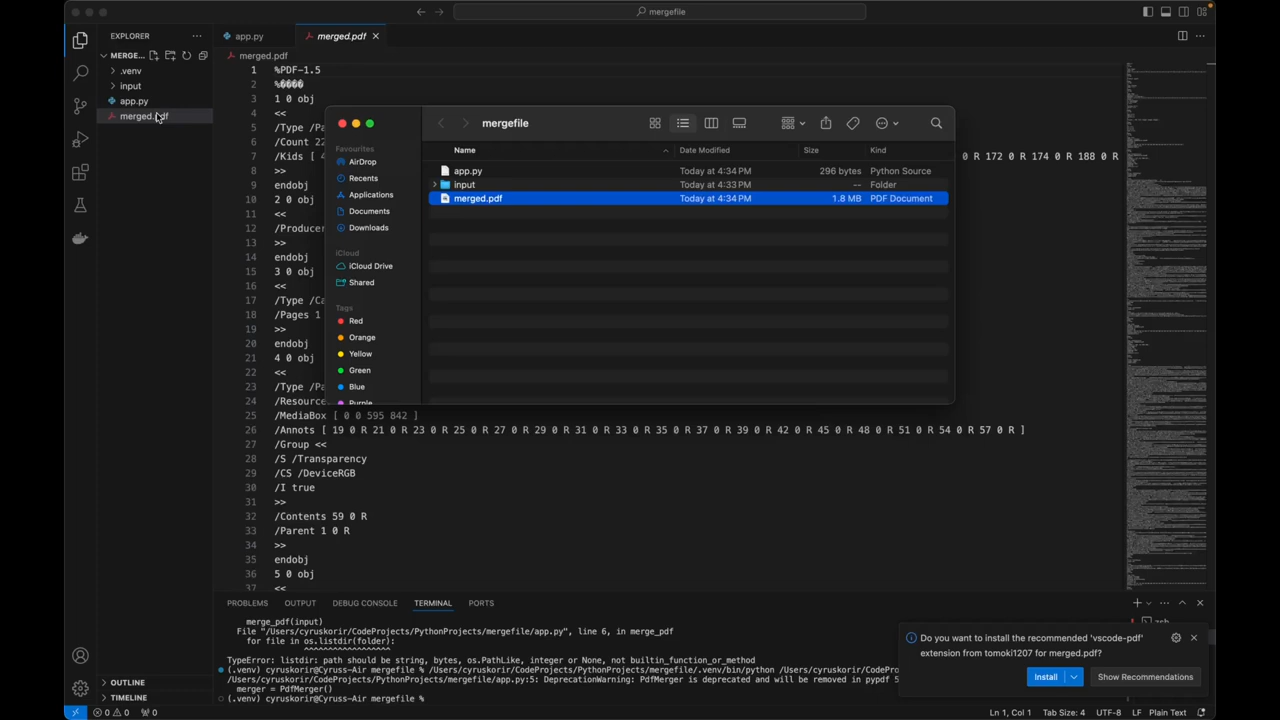 mergefile
EXPLORER
app.py
merged.pdf
MERGE...
merged.pdf
.venv
input
app.py
merged.pdf
1 %PDF-1.5
2
3 1 0 obj
4 <<
5 /Type
6 /Count
7 /Kids [
0 R 172 0 R 174 0 R 188 0 R
8 >>
9 endobj
10 2 0 obj
11 <<
12
13 >>
14 endobj
15 3 0 obj
16 <<
17
18 /Pages 1
19 >>
20 endobj
21 4 0 obj
22 <<
23 /Type
24
25 /MediaBox [ 0 0 595 842 ]
26 /Annots [ 19 0 R 21 0 R 23 0 R 25 0 R 27 0 R 29 0 R 31 0 R 33 0 R 35 0 R 37 0 R 39 0 R 42 0 R 45 0 R 48 0 R 51 0 R 54 0 R 57 0 R ]
27 /Group <<
28 /S /Transparency
29 /CS /DeviceRGB
30 /I true
31 >>
32 /Contents 59 0 R
33 /Parent 1 0 R
34 >>
35 endobj
36 5 0 obj
37 <<
mergefile
Favourites
AirDrop
Recents
Applications
Documents
Downloads
iCloud
iCloud Drive
Shared
Tags
Red
Orange
Yellow
Green
Blue
Purple
Name Date Modified Size Kind
app.py Today at 4:34 PM 296 bytes Python Source
input Today at 4:33 PM -- Folder
merged.pdf Today at 4:34 PM 1.8 MB PDF Document
PROBLEMS OUTPUT DEBUG CONSOLE TERMINAL PORTS
merge_pdf(input)
File "/Users/cyruskorir/CodeProjects/PythonProjects/mergefile/app.py", line 6, in merge_pdf
for file in os.listdir(folder):
^^^^^^^^^^^^^^^^^^
TypeError: listdir: path should be string, bytes, os.PathLike, integer or None, not builtin_function_or_method
(.venv) cyruskorir@Cyruss-Air mergefile % /Users/cyruskorir/CodeProjects/PythonProjects/mergefile/.venv/bin/python /Users/cyruskorir/CodeProj
/Users/cyruskorir/CodeProjects/PythonProjects/mergefile/app.py:5: DeprecationWarning: PdfMerger is deprecated and will be removed in pypdf 5
merger = PdfMerger()
(.venv) cyruskorir@Cyruss-Air mergefile %
zsh
Do you want to install the recommended 'vscode-pdf'
extension from tomoki1207 for merged.pdf?
Install
Show Recommendations
OUTLINE
TIMELINE
0 0 0
Ln 1, Col 1 Tab Size: 4 UTF-8 LF Plain Text